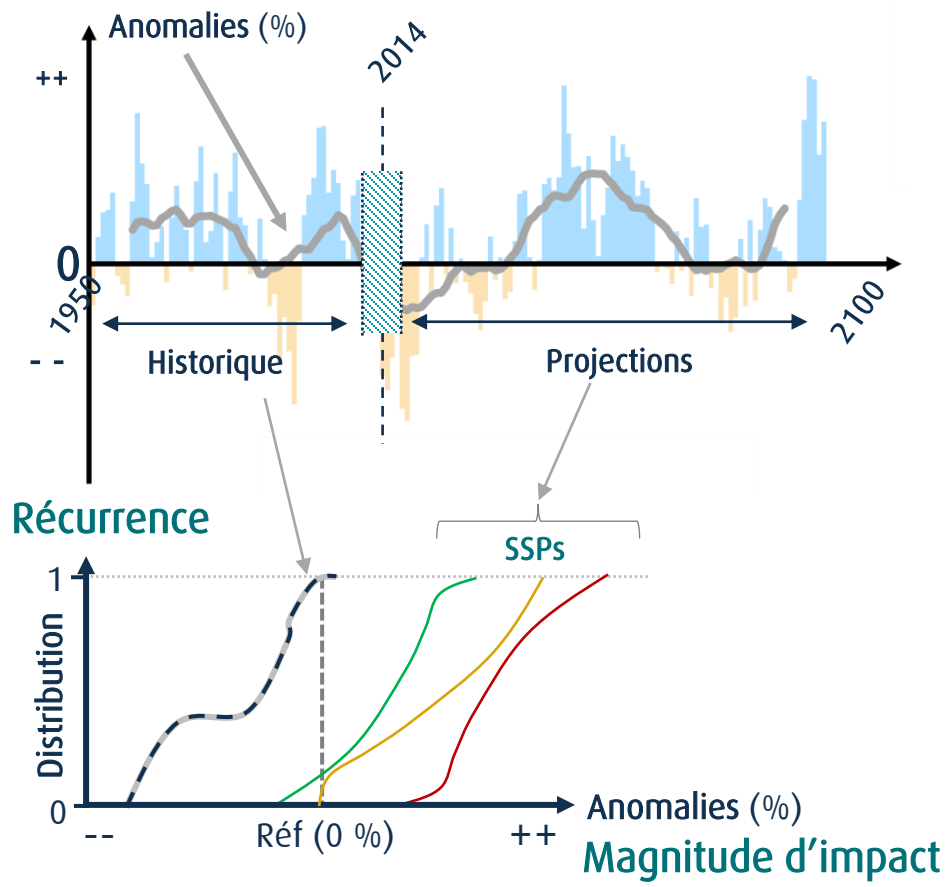 Anomalies (%)
2014
++
0
1950
2100
- -
Historique
Projections
Récurrence
SSPs
1
Distribution
0
--
Réf (0 %)
++
Anomalies (%)
Magnitude d’impact